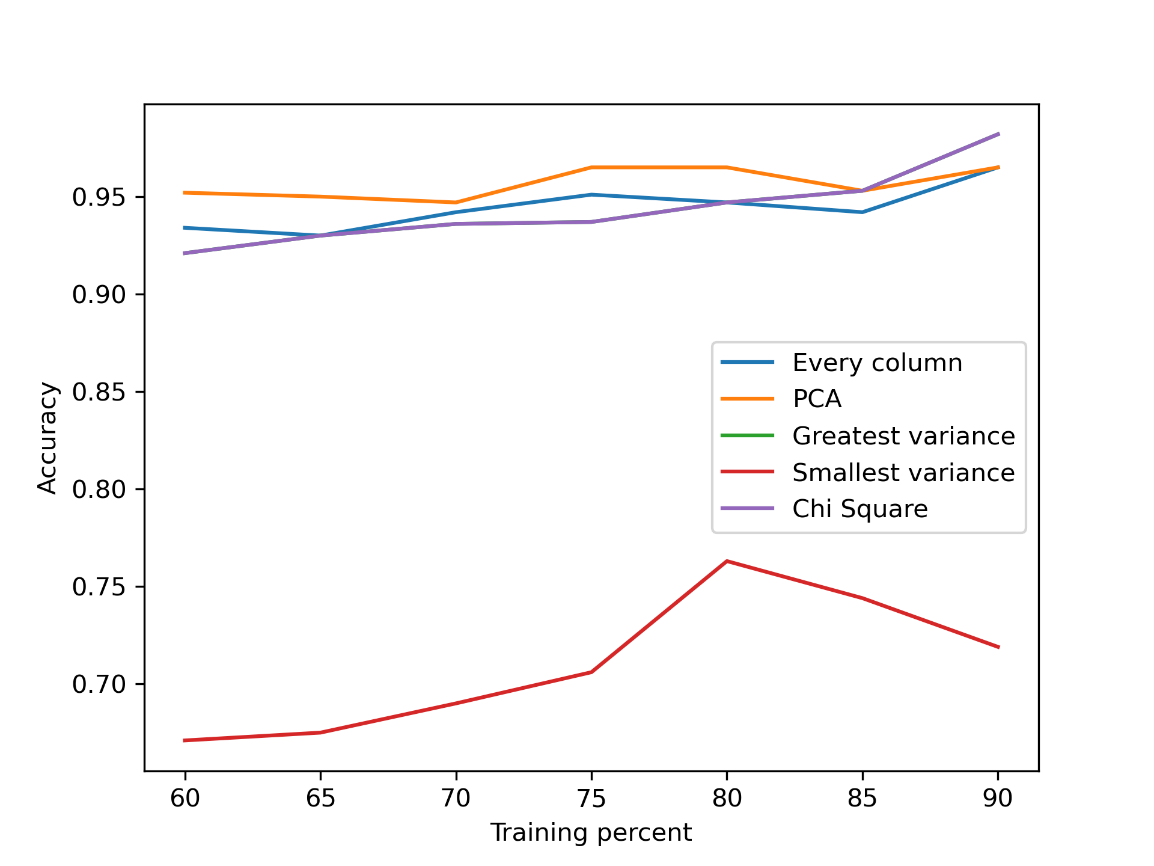 0.95
0.90
0.85
0.80
0.75
0.70
Accuracy
Every column
PCA
Greatest variance
Smallest variance
Chi Square
60 65 70 75 80 85 90
Training percent